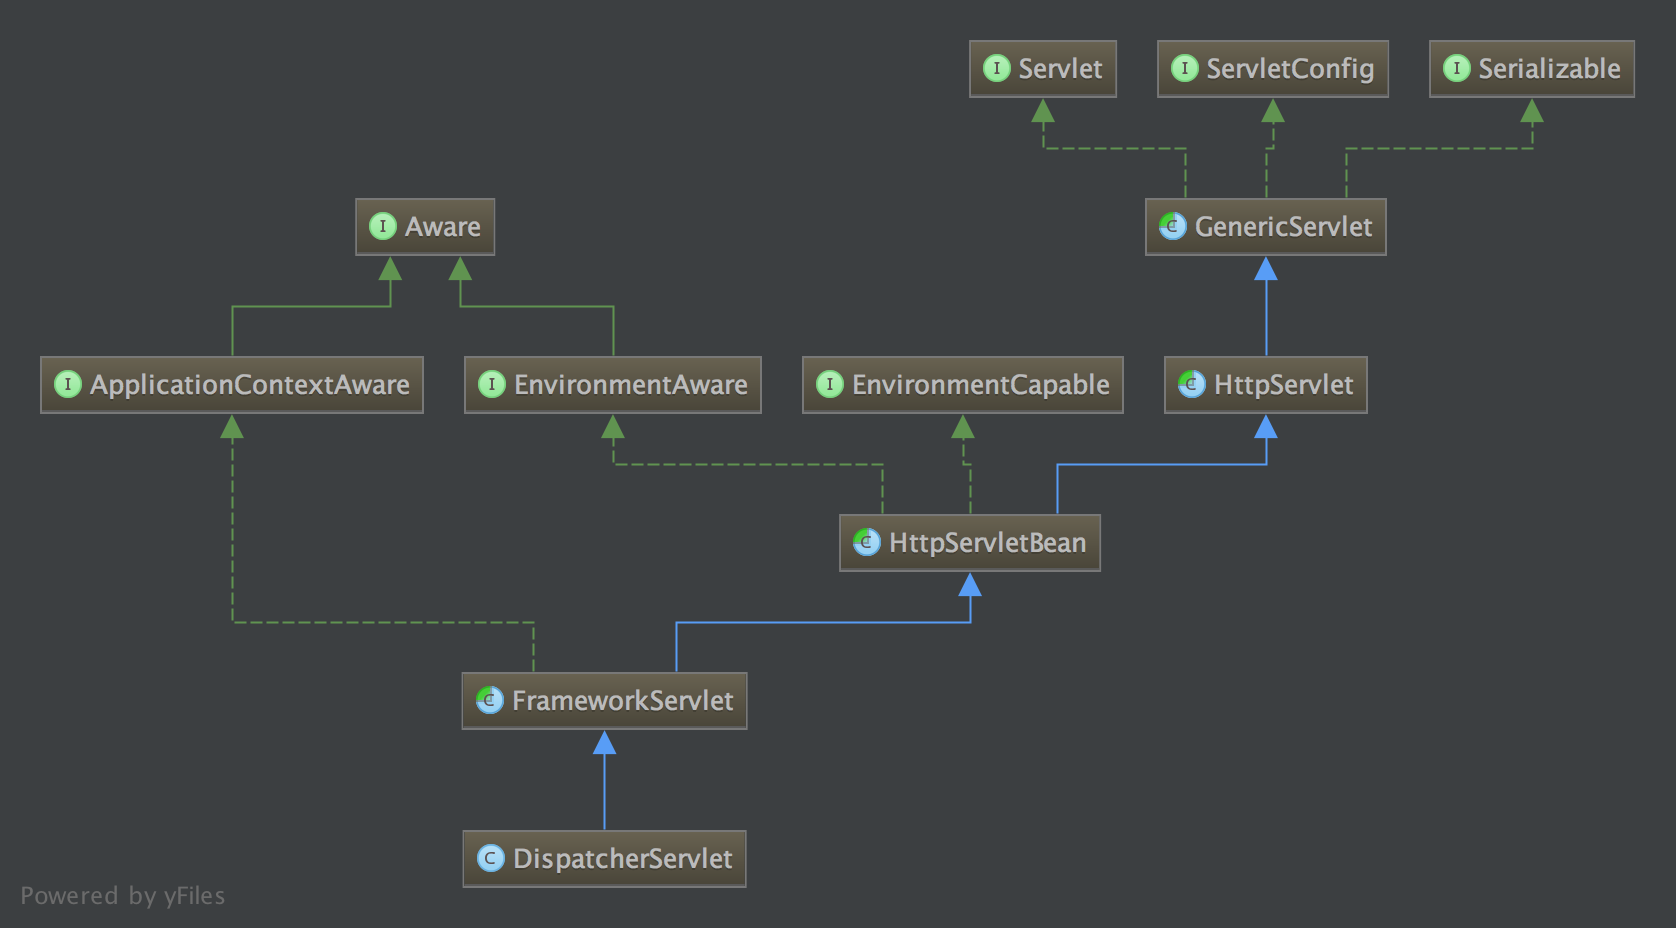 Servlet
ServletConfig
Serializable
Aware
GenericServlet
ApplicationContextAware
EnvironmentAware
EnvironmentCapable
HttpServlet
HttpServletBean
FrameworkServlet
DispatcherServlet
Powered by yFiles